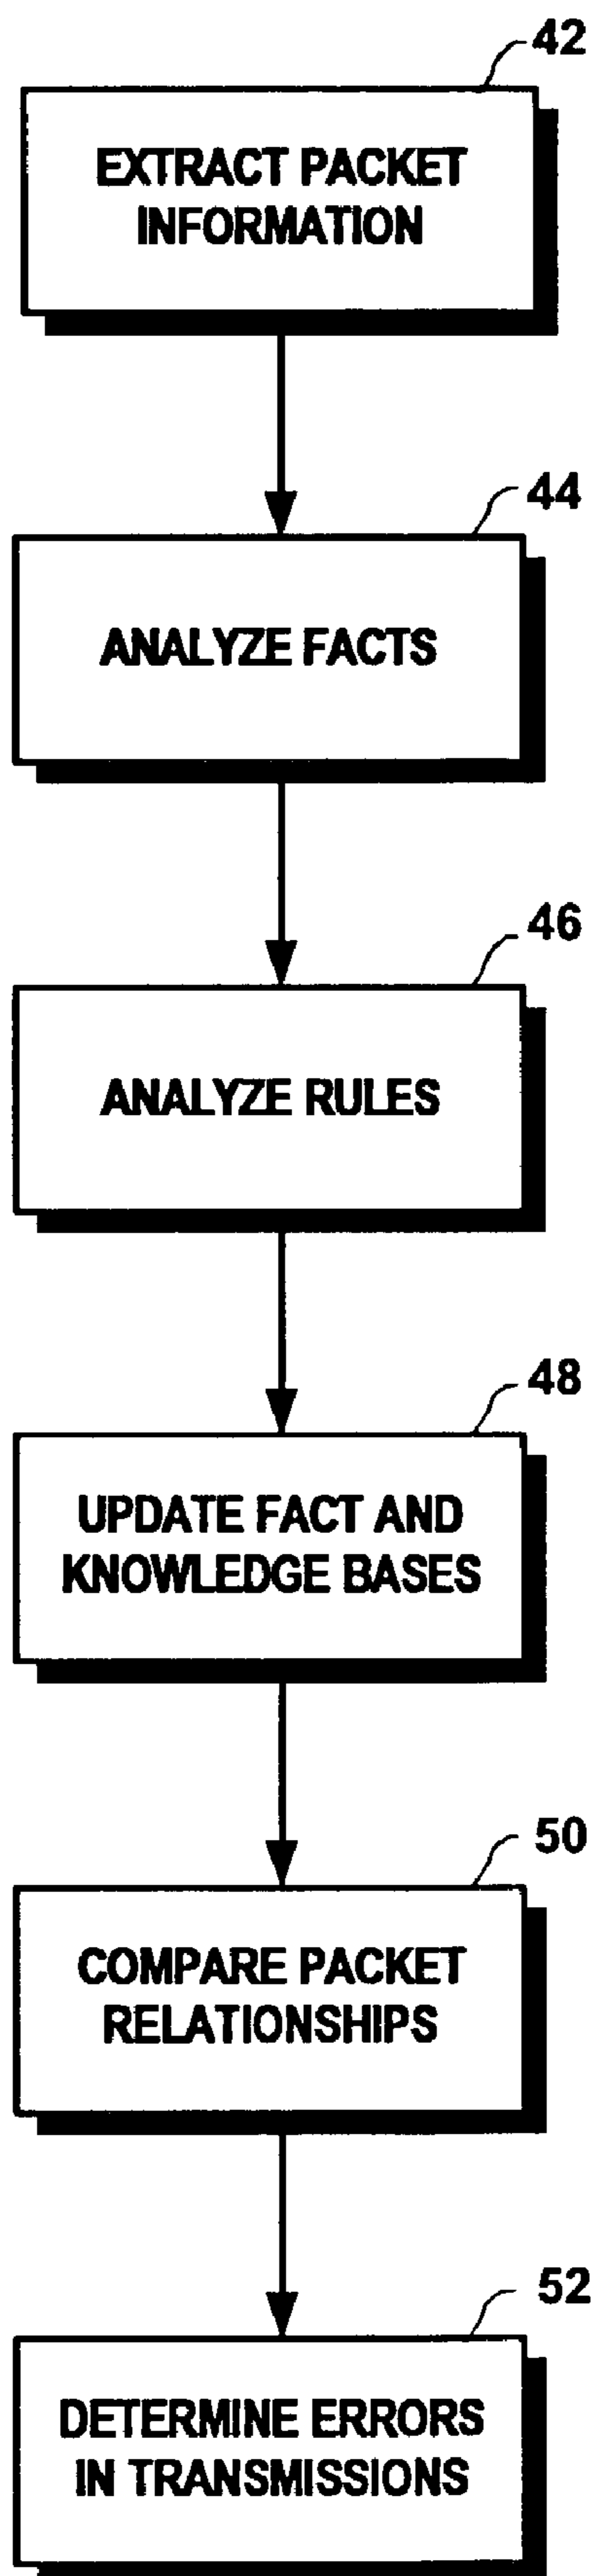 42
EXTRACT PACKET
INFORMATION
44
ANALYZE FACTS
46
ANALYZE RULES
48
UPDATE FACT AND
KNOWLEDGE BASES
50
COMPARE PACKET
RELATIONSHIPS
52
DETERMINE ERRORS
IN TRANSMISSIONS